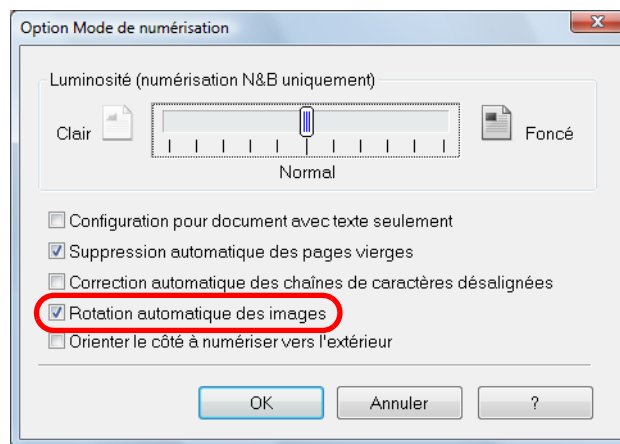 Option Mode de numérisation
Luminosité (numérisation N&B uniquement)
Clair
Foncé
Normal
Configuration pour document avec texte seulement
Suppression automatique des pages vierges
Correction automatique des chaînes de caractères désalignées
Rotation automatique des images
Orienter le côté à numériser vers l'extérieur
OK
Annuler
?